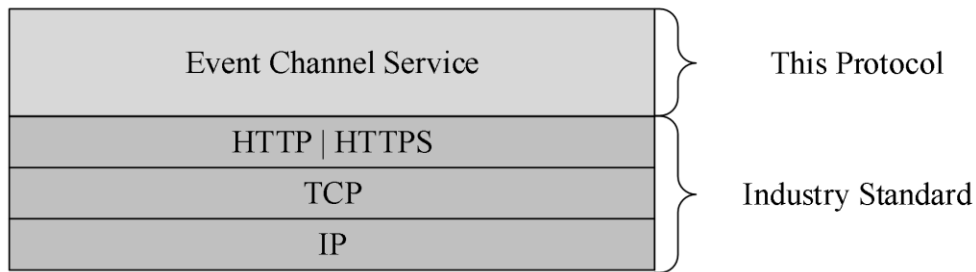 Event Channel Service
This Protocol
HTTP | HTTPS
TCP
Industry Standard
IP